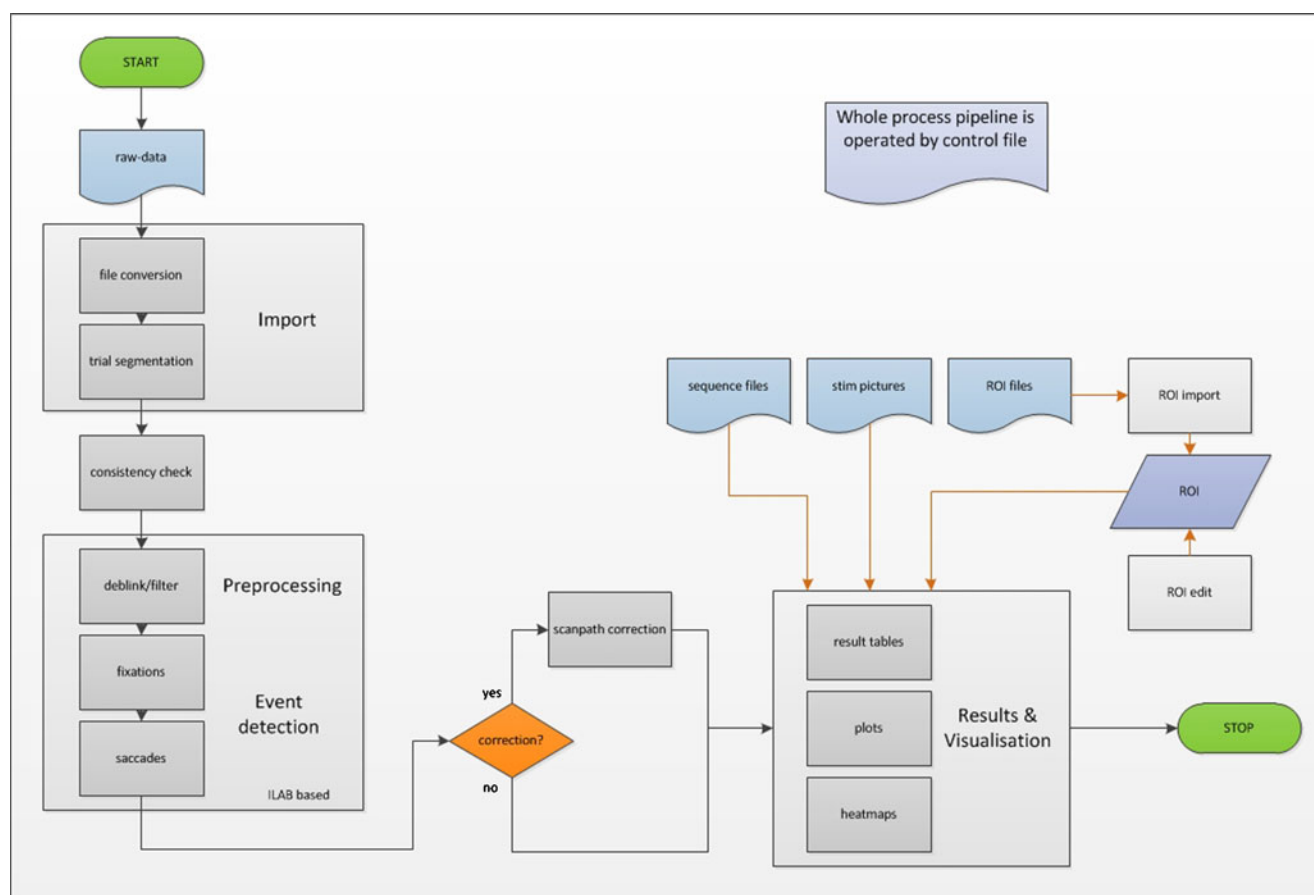 START
Whole process pipeline is
operated by control file
raw-data
file conversion
Import
trial segmentation
sequence files
stim pictures
ROI files
ROI import
consistency check
ROI
deblink/filter
Preprocessing
ROI edit
scanpath correction
result tables
fixations
yes
Event
detection
correction?
plots
Results &
Visualisation
STOP
saccades
no
ILAB based
heatmaps